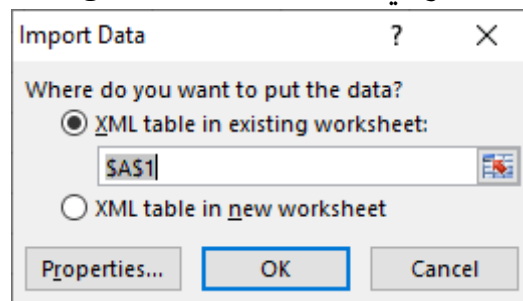 Import Data ? ×
Where do you want to put the data?
XML table in existing worksheet:
$A$1
XML table in new worksheet
Properties... OK Cancel